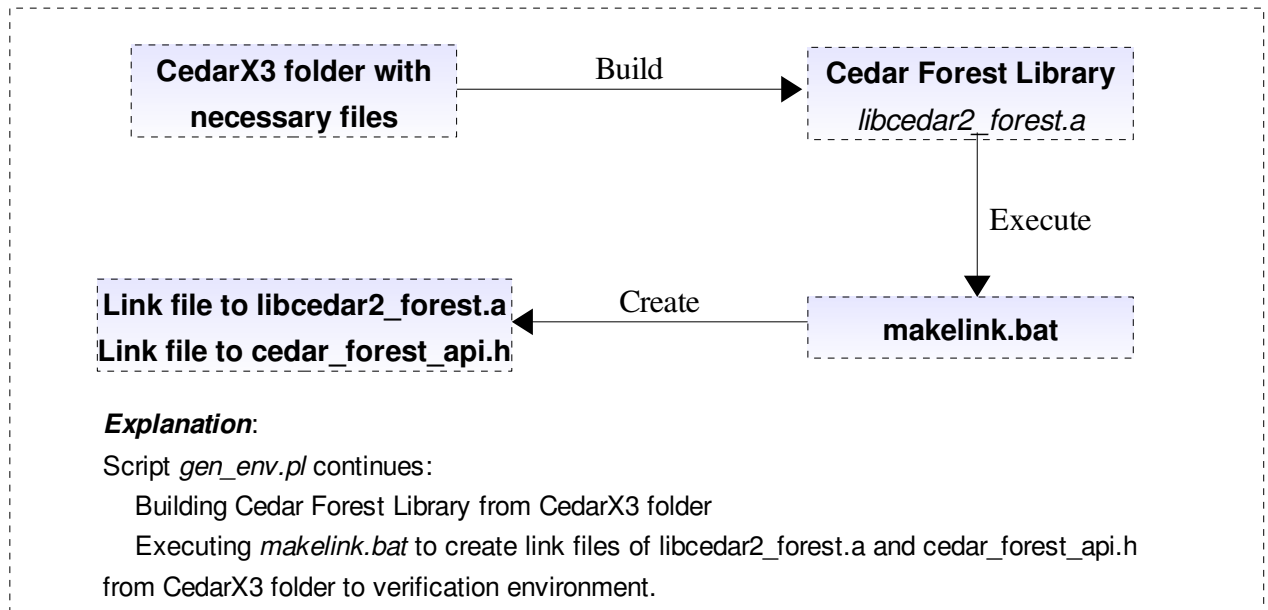 CedarX3 folder with
necessary files
Build
Cedar Forest Library
libcedar2_forest.a
Execute
Link file to libcedar2_forest.a
Link file to cedar_forest_api.h
Create
makelink.bat
Explanation:
Script gen_env.pl continues:
Building Cedar Forest Library from CedarX3 folder
Executing makelink.bat to create link files of libcedar2_forest.a and cedar_forest_api.h
from CedarX3 folder to verification environment.